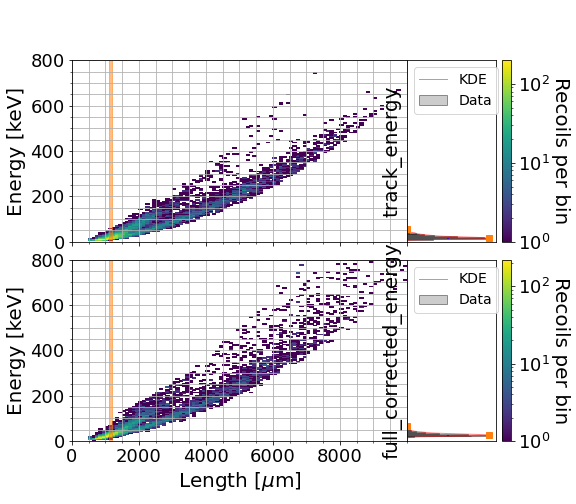 800
600
400
200
0
Energy [keV]
track_energy
KDE
Data
10²
10¹
10⁰
Recoils per bin
800
600
400
200
0
Energy [keV]
full_corrected_energy
KDE
Data
10²
10¹
10⁰
Recoils per bin
0 2000 4000 6000 8000
Length [μm]